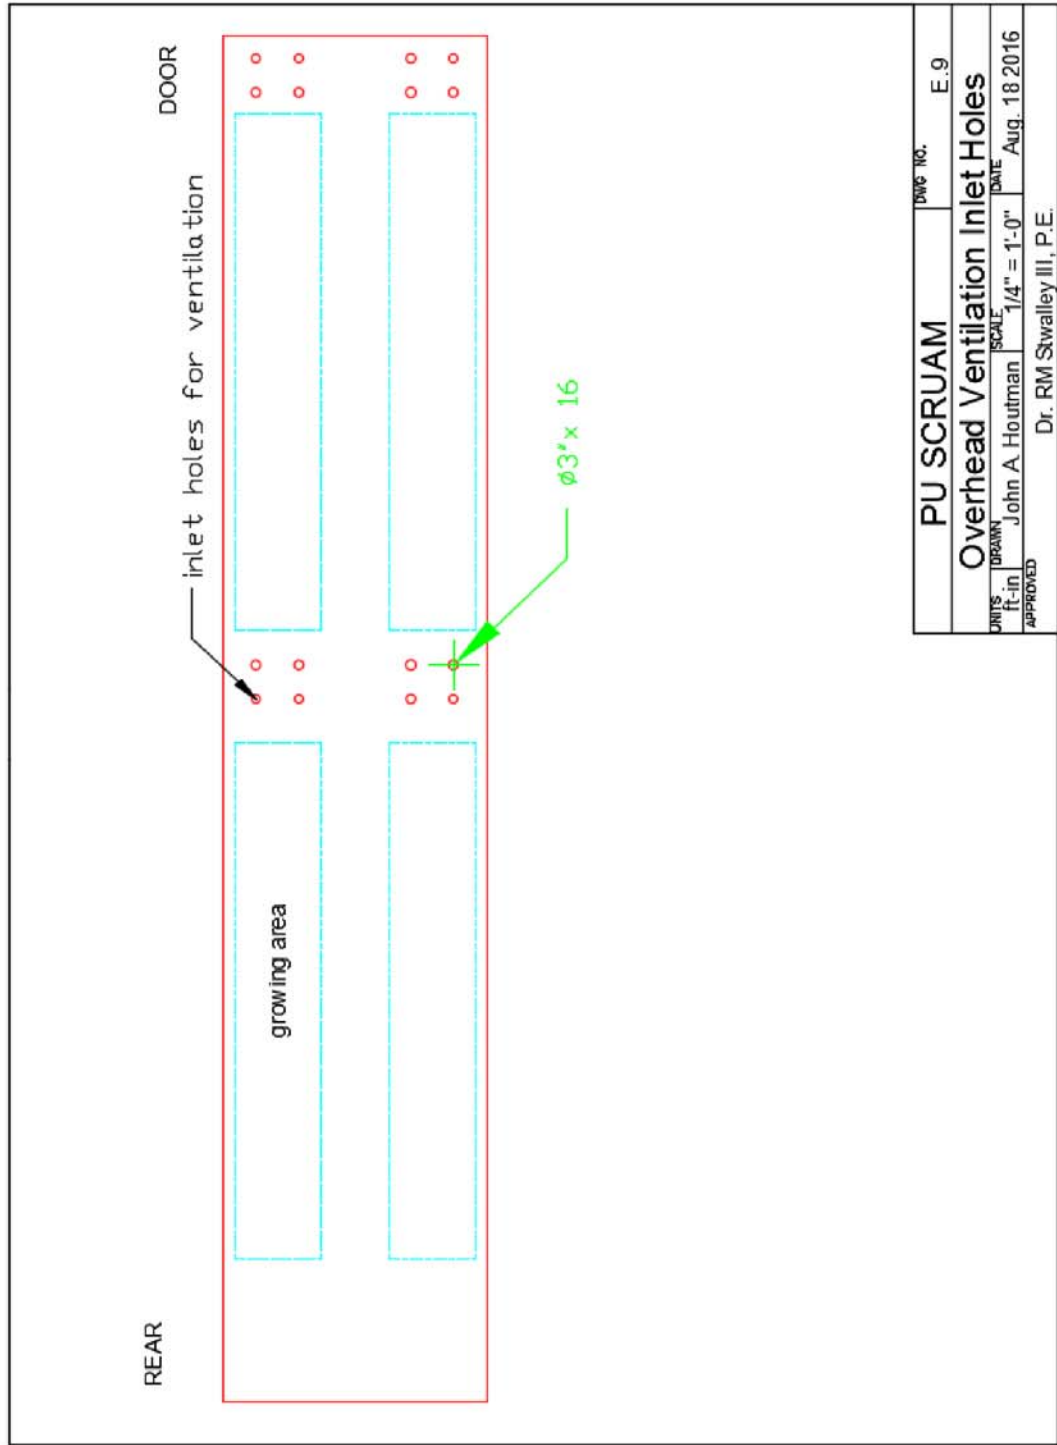 REAR
DOOR
inlet holes for ventilation
growing area
ø3"x 16
PU SCRUAM
DWG NO.
E.9
Overhead Ventilation Inlet Holes
UNITS
ft-in
DRAWN
John A. Houtman
SCALE
1/4" = 1'-0"
DATE
Aug. 18 2016
APPROVED
Dr. RM Stwalley III, P.E.